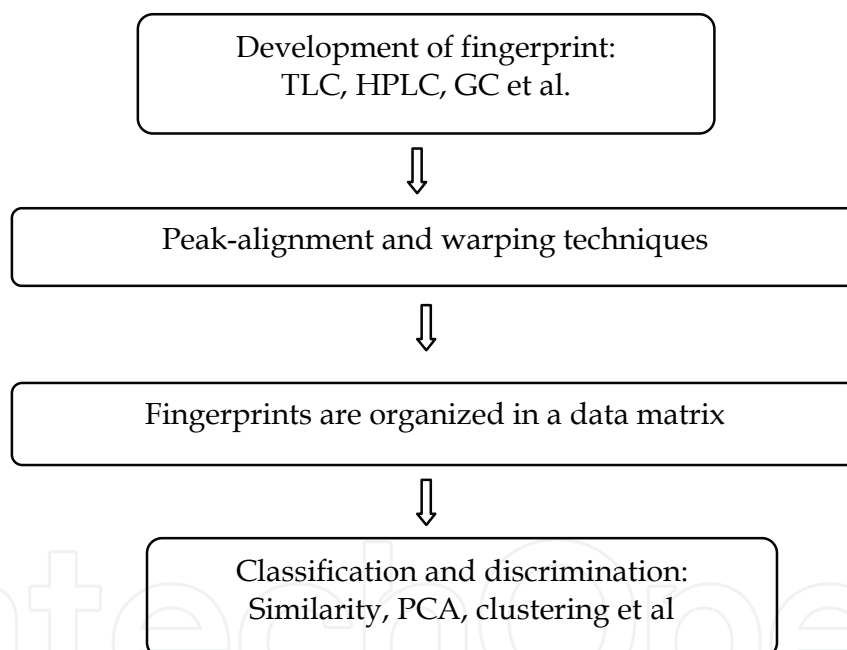 Development of fingerprint:
TLC, HPLC, GC et al.
Peak-alignment and warping techniques
Fingerprints are organized in a data matrix
Classification and discrimination:
Similarity, PCA, clustering et al
ntechOpe